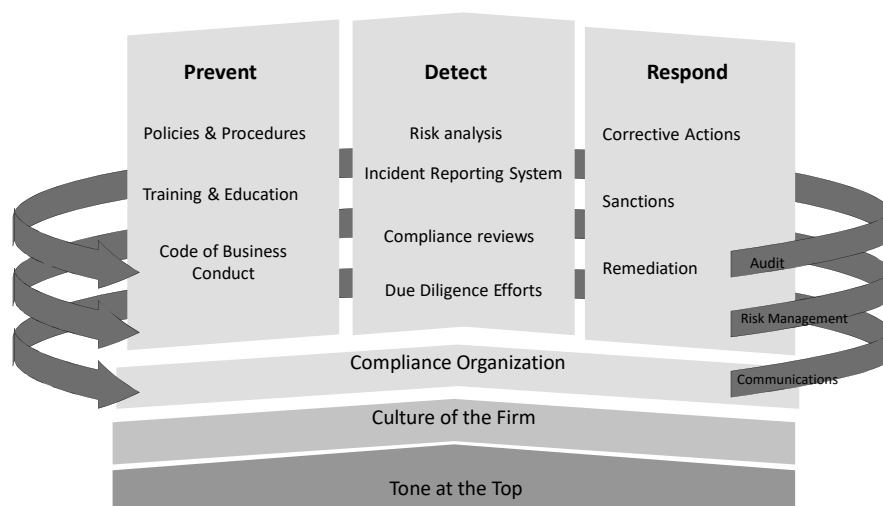 Prevent
Policies & Procedures
Training & Education
Code of Business
Conduct
Detect
Risk analysis
Incident Reporting System
Compliance reviews
Due Diligence Efforts
Respond
Corrective Actions
Sanctions
Remediation
Audit
Risk Management
Communications
Compliance Organization
Culture of the Firm
Tone at the Top